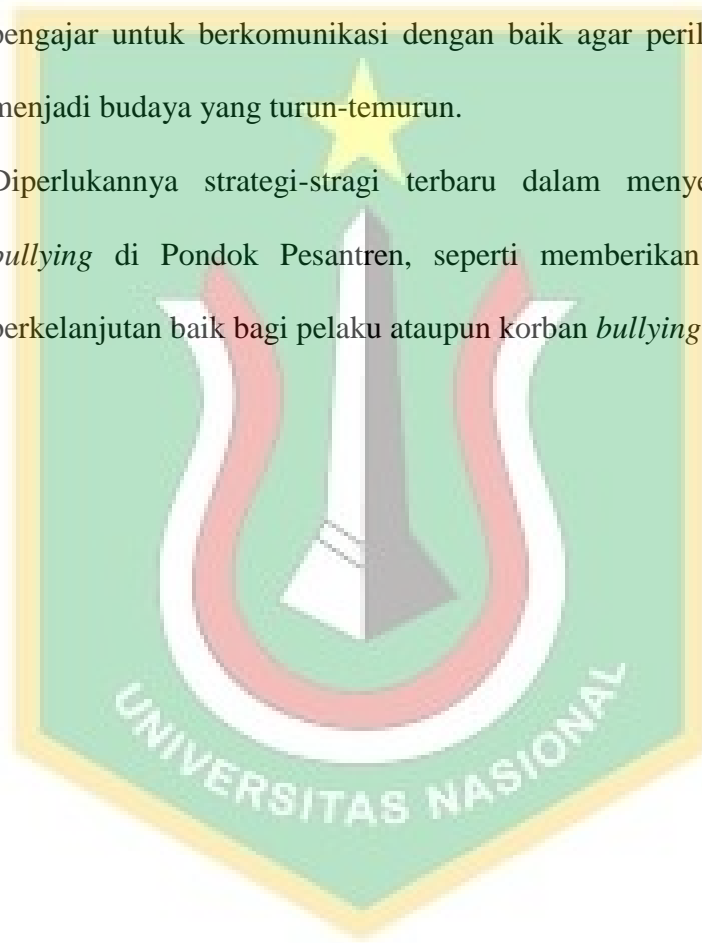 pengajar untuk berkomunikasi dengan baik agar
menjadi budaya yang turun-temurun.
Diperlukannya strategi-stragi terbaru dalam
bullying di Pondok Pesantren, seperti memberikan
berkelanjutan baik bagi pelaku ataupun korban bullying
UNIVERSITAS NASIONAL